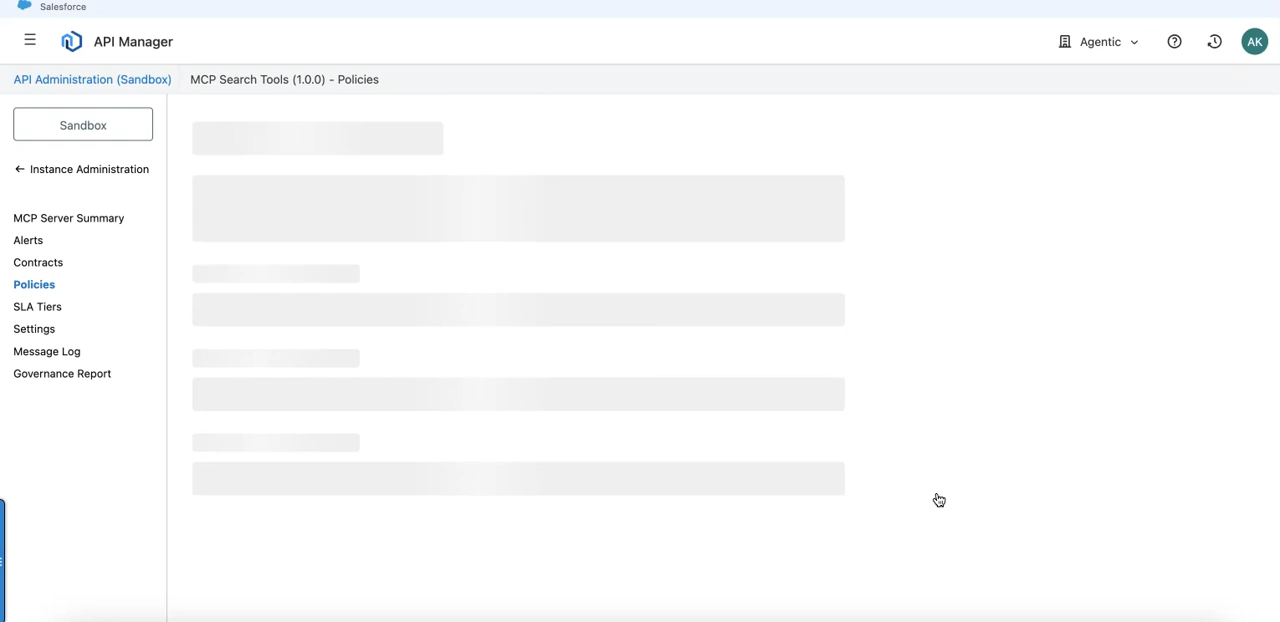 Salesforce
API Manager
Agentic
AK
API Administration (Sandbox)
MCP Search Tools (1.0.0) - Policies
Sandbox
← Instance Administration
MCP Server Summary
Alerts
Contracts
Policies
SLA Tiers
Settings
Message Log
Governance Report